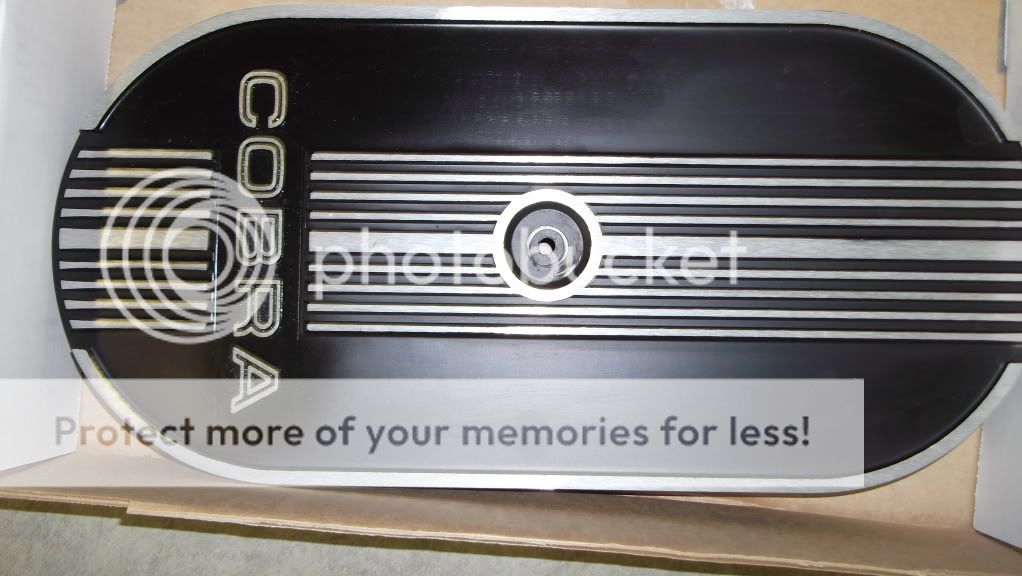 COBRA
photobucket
Protect more of your memories for less!